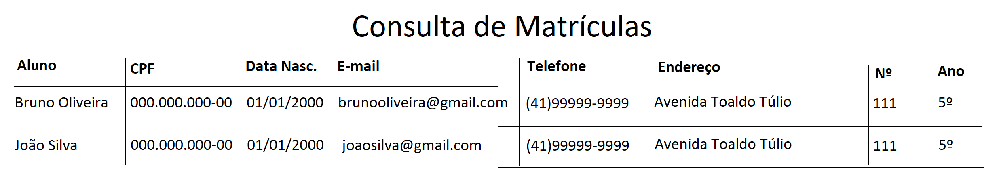 Consulta de Matrículas
Aluno CPF Data Nasc. E-mail Telefone Endereço Nº Ano
Bruno Oliveira 000.000.000-00 01/01/2000 brunooliveira@gmail.com (41)99999-9999 Avenida Toaldo Túlio 111 5º
João Silva 000.000.000-00 01/01/2000 joaosilva@gmail.com (41)99999-9999 Avenida Toaldo Túlio 111 5º